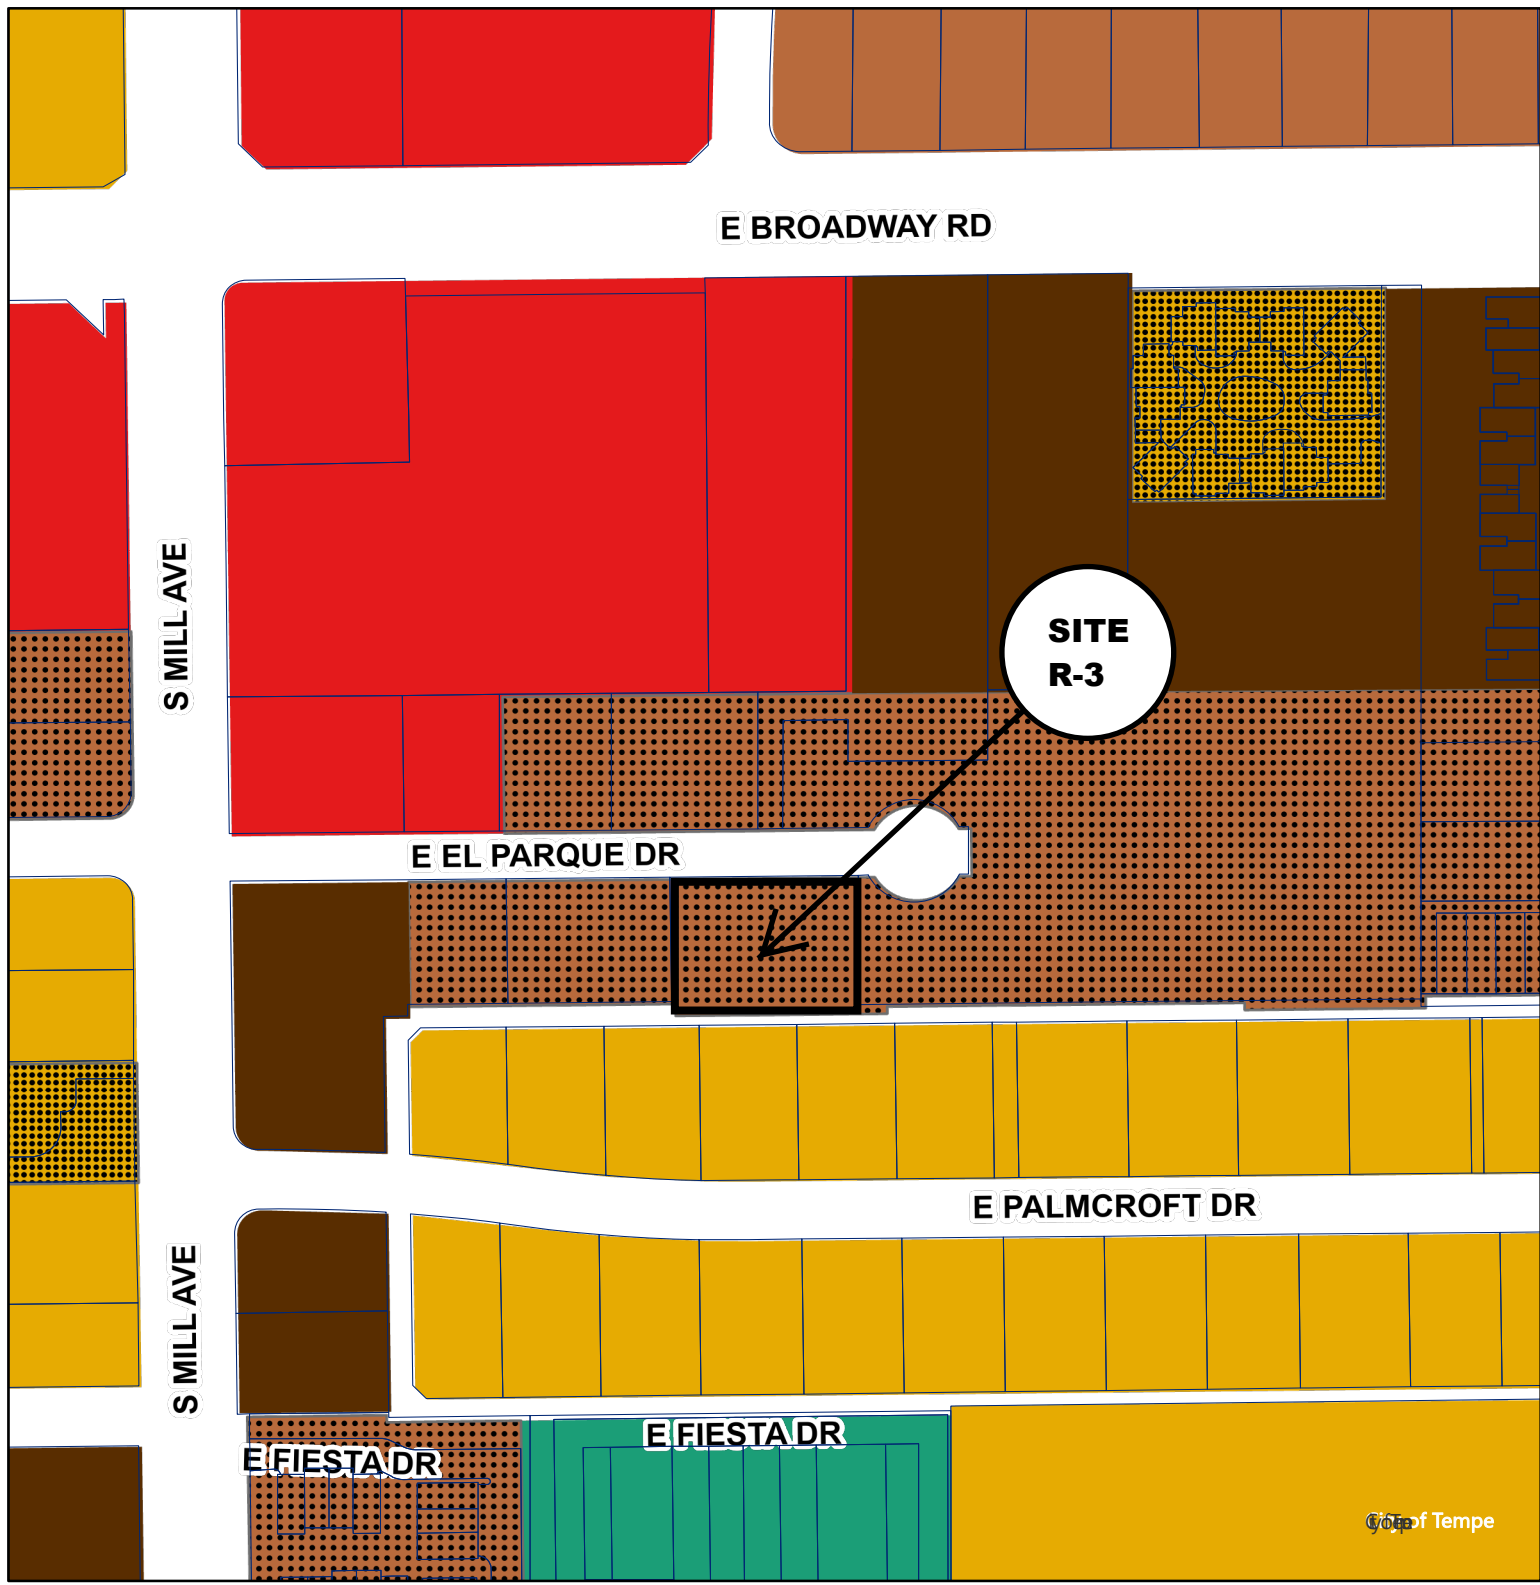 E BROADWAY RD
S MILL AVE
SITE
R-3
E EL PARQUE DR
E PALMCROFT DR
S MILL AVE
E FIESTA DR
E FIESTA DR
of Tempe